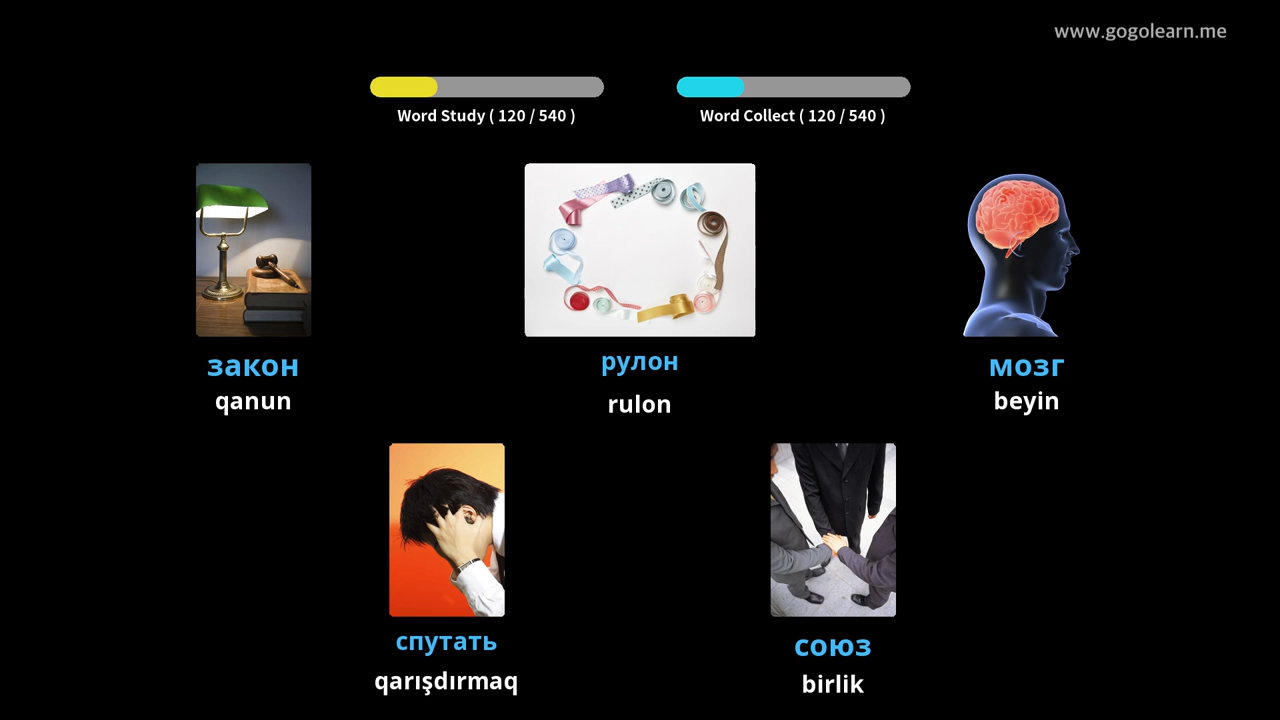 www.gogolearn.me
Word Study ( 120 / 540 )
Word Collect ( 120 / 540 )
закон
qanun
рулон
rulon
мозг
beyin
спутать
qarışdırmaq
союз
birlik